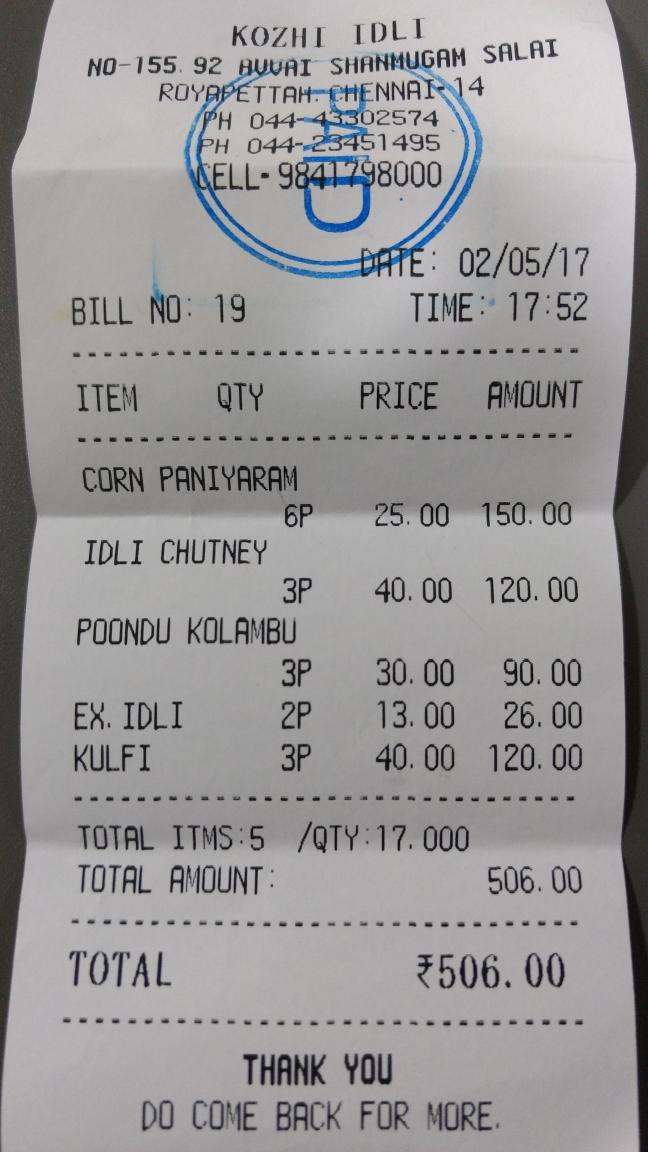 KOZHI IDLI
NO-155. 92 AVVAI SHANMUGAM SALAI
ROYAPETTAH. CHENNAI-14
PH 044-43302574
PH 044-23451495
CELL-9841798000
PAID
DATE: 02/05/17
BILL NO: 19 TIME: 17:52
ITEM QTY PRICE AMOUNT
CORN PANIYARAM
6P 25.00 150.00
IDLI CHUTNEY
3P 40.00 120.00
POONDU KOLAMBU
3P 30.00 90.00
EX. IDLI 2P 13.00 26.00
KULFI 3P 40.00 120.00
TOTAL ITMS:5 /QTY:17.000
TOTAL AMOUNT: 506.00
TOTAL ₹506.00
THANK YOU
DO COME BACK FOR MORE.